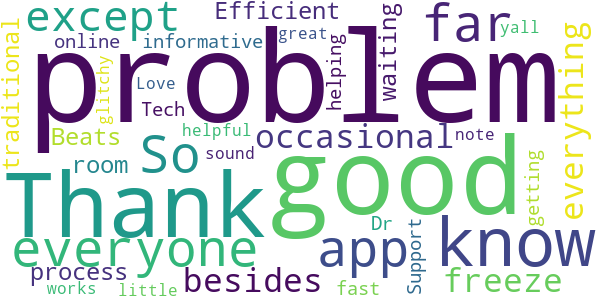 except
Efficient
far
yall
online
informative
great
traditional
glitchy
problem
Love
Tech
helping
waiting
everything
Beats
helpful
occasional
note
room
So
sound
Thank
good
know
getting
everyone
Dr
app
Support
process
besides
freeze
works
little
fast